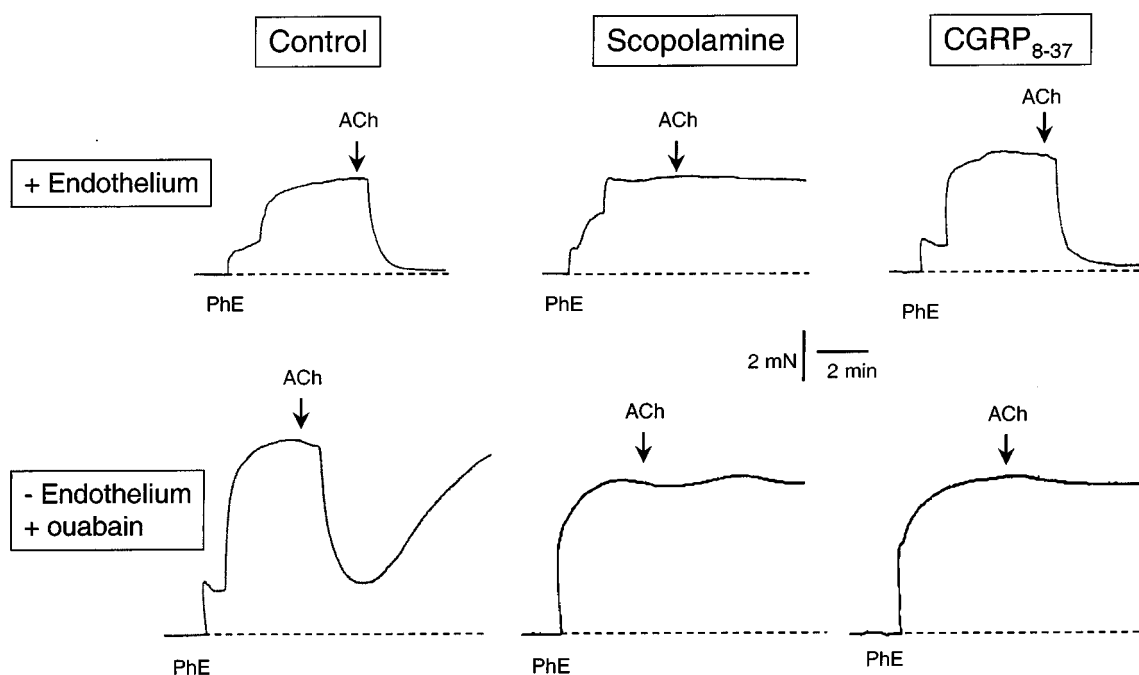 Control
Scopolamine
CGRP8-37
ACh
ACh
ACh
+ Endothelium
PhE
PhE
PhE
2 mN
2 min
ACh
ACh
ACh
- Endothelium
+ ouabain
PhE
PhE
PhE